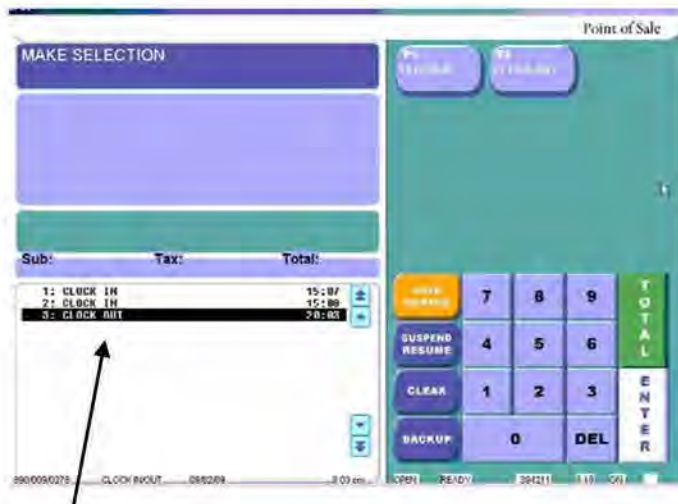 Point of Sale
MAKE SELECTION
Sub: Tax: Total:
1: CLOCK IN 15:07
2: CLOCK IN
3: CLOCK OUT 20:03
7 8 9
TOTAL
SUSPEND RESUME
4 5 6
CLEAR
1 2 3
ENTER
BACKUP
0 DEL
CLOCK IN/OUT
OPEN READY